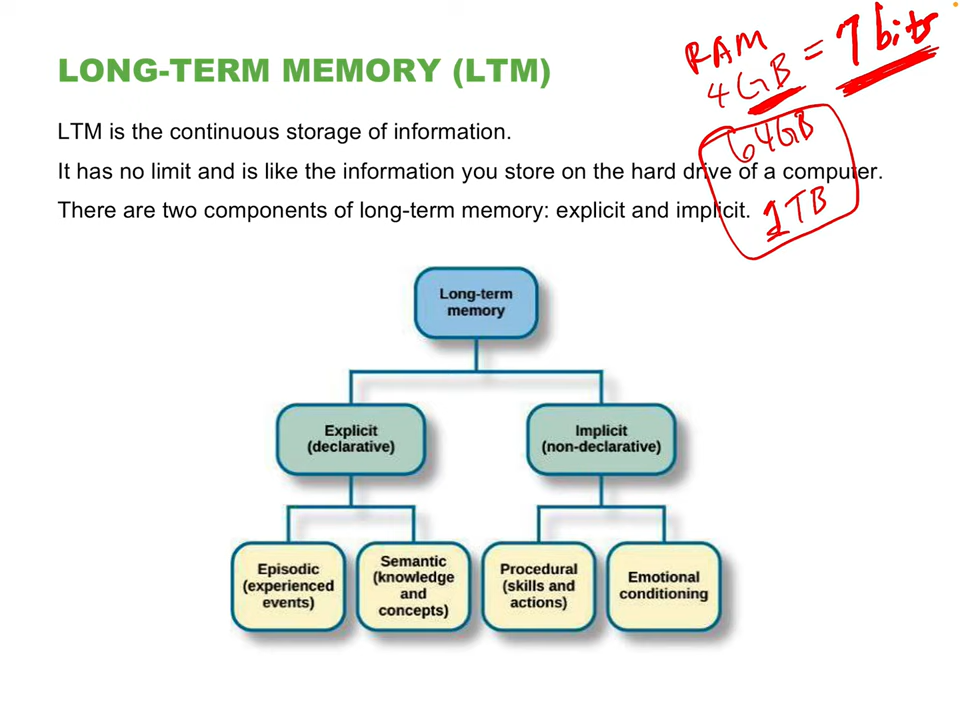 RAM
4GB = 7 bits
64GB
1TB
LONG-TERM MEMORY (LTM)
LTM is the continuous storage of information.
It has no limit and is like the information you store on the hard drive of a computer.
There are two components of long-term memory: explicit and implicit.
Long-term
memory
Explicit
(declarative)
Implicit
(non-declarative)
Episodic
(experienced
events)
Semantic
(knowledge
and
concepts)
Procedural
(skills and
actions)
Emotional
conditioning